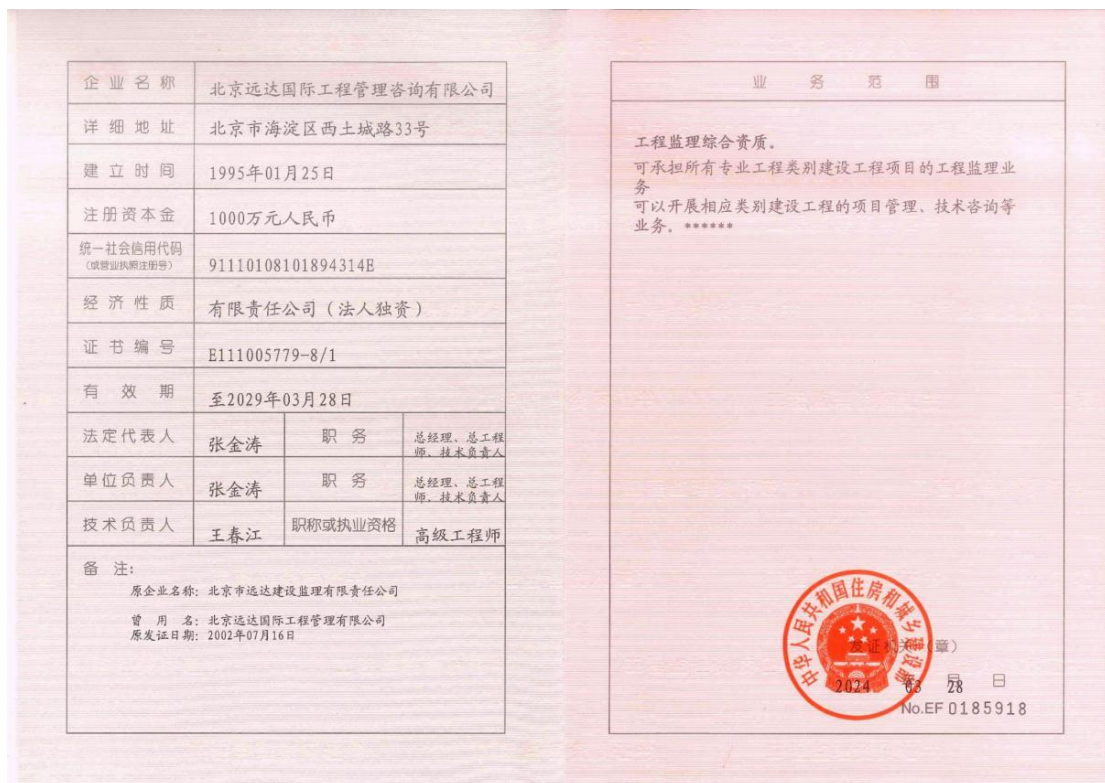 企业名称 北京远达国际工程管理咨询有限公司
详细地址 北京市海淀区西土城路33号
建立时间 1995年01月25日
注册资本金 1000万元人民币
统一社会信用代码
（或营业执照注册号） 91110108101894314E
经济性质 有限责任公司（法人独资）
证书编号 E111005779-8/1
有效期 至2029年03月28日
法定代表人 张金涛 职务 总经理、总工程
师、技术负责人
单位负责人 张金涛 职务 总经理、总工程
师、技术负责人
技术负责人 王春江 职称或执业资格 高级工程师
备注：
原企业名称：北京市远达建设监理有限责任公司
曾用名：北京远达国际工程管理有限公司
原发证日期：2002年07月16日
业务范围
工程监理综合资质。
可承担所有专业工程类别建设工程项目的工程监理业
务
可以开展相应类别建设工程的项目管理、技术咨询等
业务。******
中华人民共和国住房和城乡建设部
发证机关（章）
2024 年 03 月 28 日
No.EF 0185918